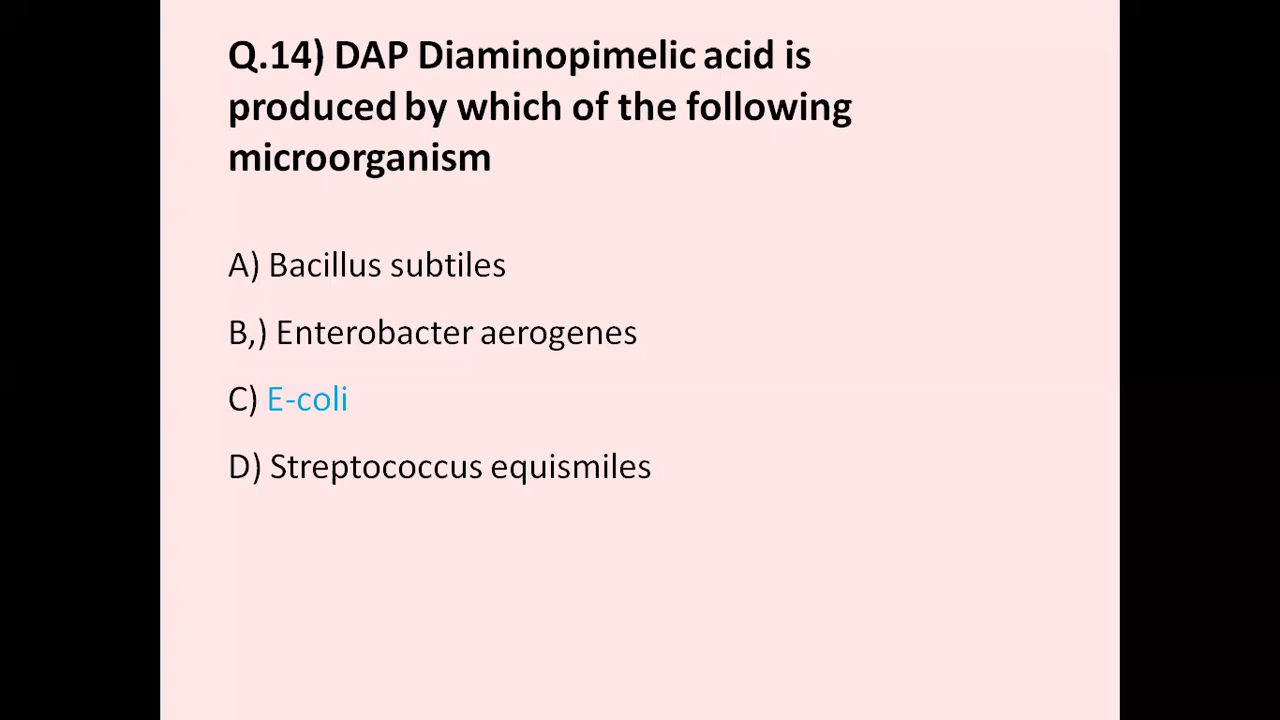 Q.14) DAP Diaminopimelic acid is
produced by which of the following
microorganism
A) Bacillus subtiles
B,) Enterobacter aerogenes
C) E-coli
D) Streptococcus equismiles